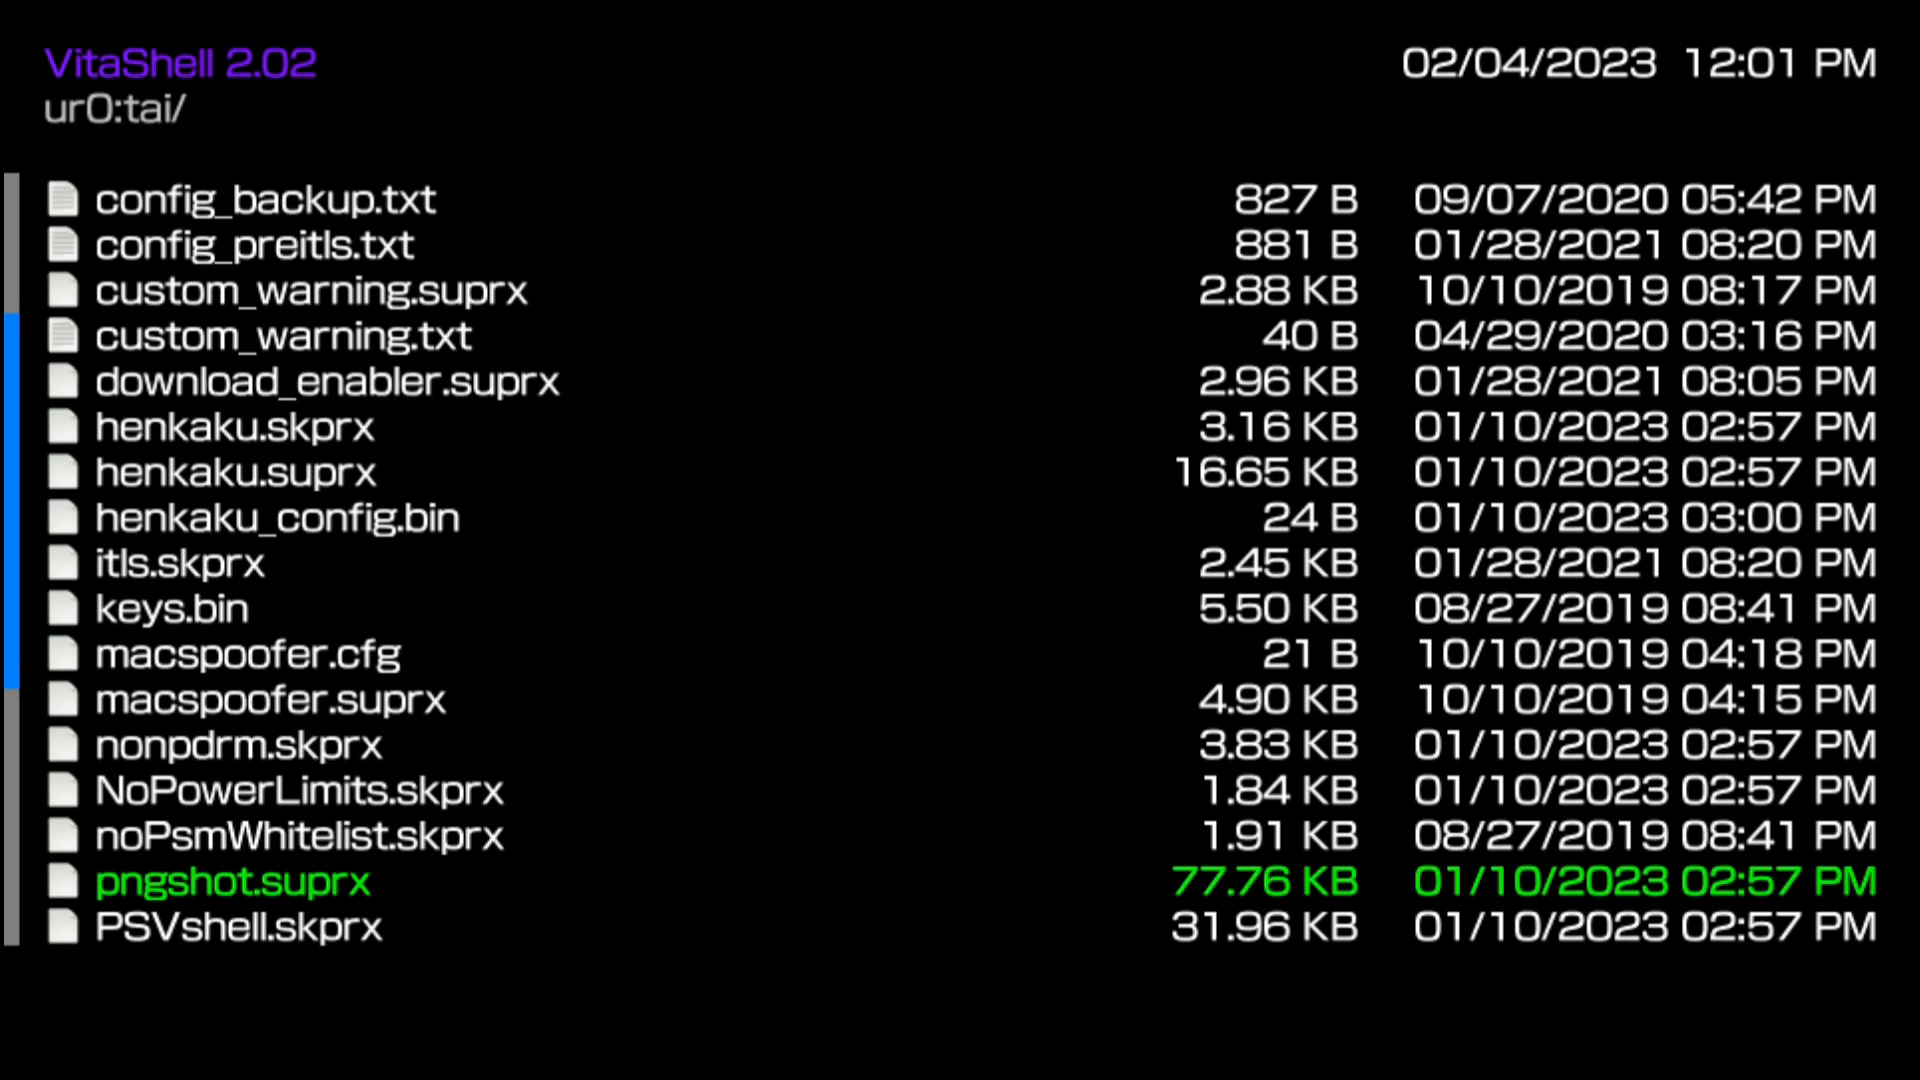 VitaShell 2.02 02/04/2023 12:01 PM
ur0:tai/
config_backup.txt 827 B 09/07/2020 05:42 PM
config_preitls.txt 881 B 01/28/2021 08:20 PM
custom_warning.suprx 2.88 KB 10/10/2019 08:17 PM
custom_warning.txt 40 B 04/29/2020 03:16 PM
download_enabler.suprx 2.96 KB 01/28/2021 08:05 PM
henkaku.skprx 3.16 KB 01/10/2023 02:57 PM
henkaku.suprx 16.65 KB 01/10/2023 02:57 PM
henkaku_config.bin 24 B 01/10/2023 03:00 PM
itls.skprx 2.45 KB 01/28/2021 08:20 PM
keys.bin 5.50 KB 08/27/2019 08:41 PM
macspoofer.cfg 21 B 10/10/2019 04:18 PM
macspoofer.suprx 4.90 KB 10/10/2019 04:15 PM
nonpdrm.skprx 3.83 KB 01/10/2023 02:57 PM
NoPowerLimits.skprx 1.84 KB 01/10/2023 02:57 PM
noPsmWhitelist.skprx 1.91 KB 08/27/2019 08:41 PM
pngshot.suprx 77.76 KB 01/10/2023 02:57 PM
PSVshell.skprx 31.96 KB 01/10/2023 02:57 PM